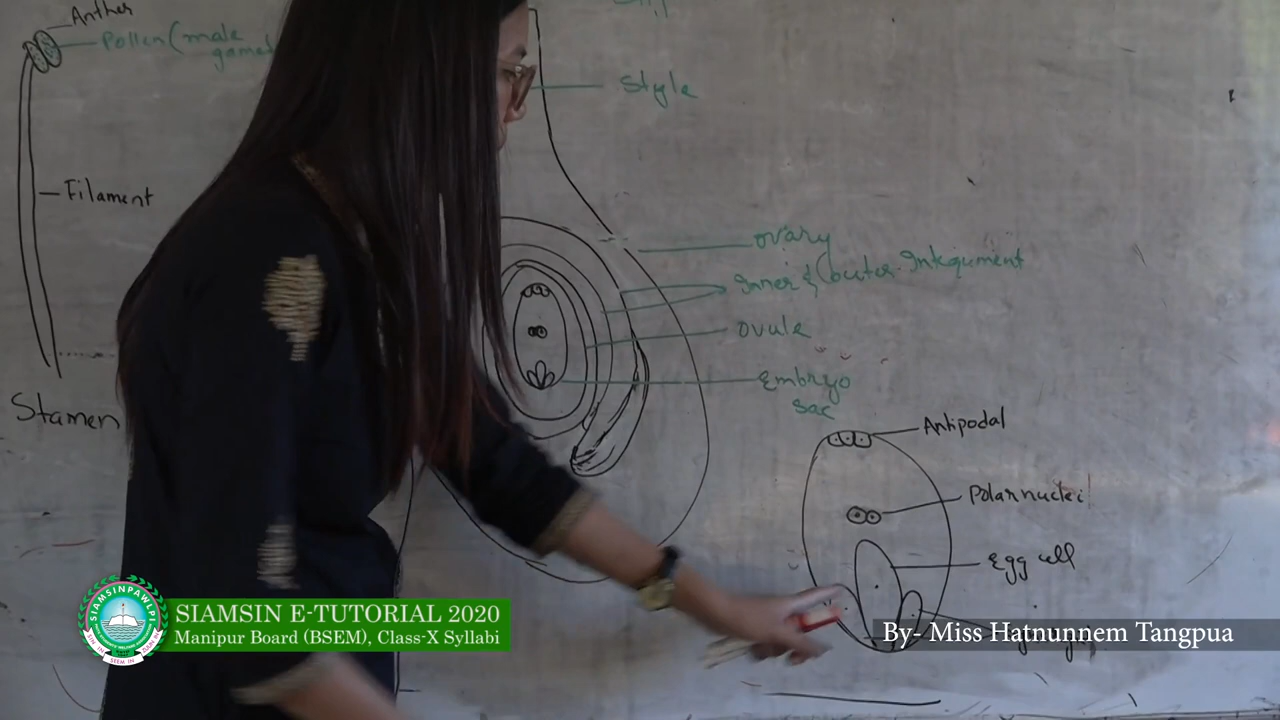 Anther
Pollen (male
Style
Filament
ovary
Inner & outer Integument
ovule
Embryo
sac
Stamen
Antipodal
Polar nuclei
Egg cell
SIAMSINPAWLPI
SIAMSIN E-TUTORIAL 2020
Manipur Board (BSEM), Class-X Syllabi
By- Miss Hatnunnem Tangpua